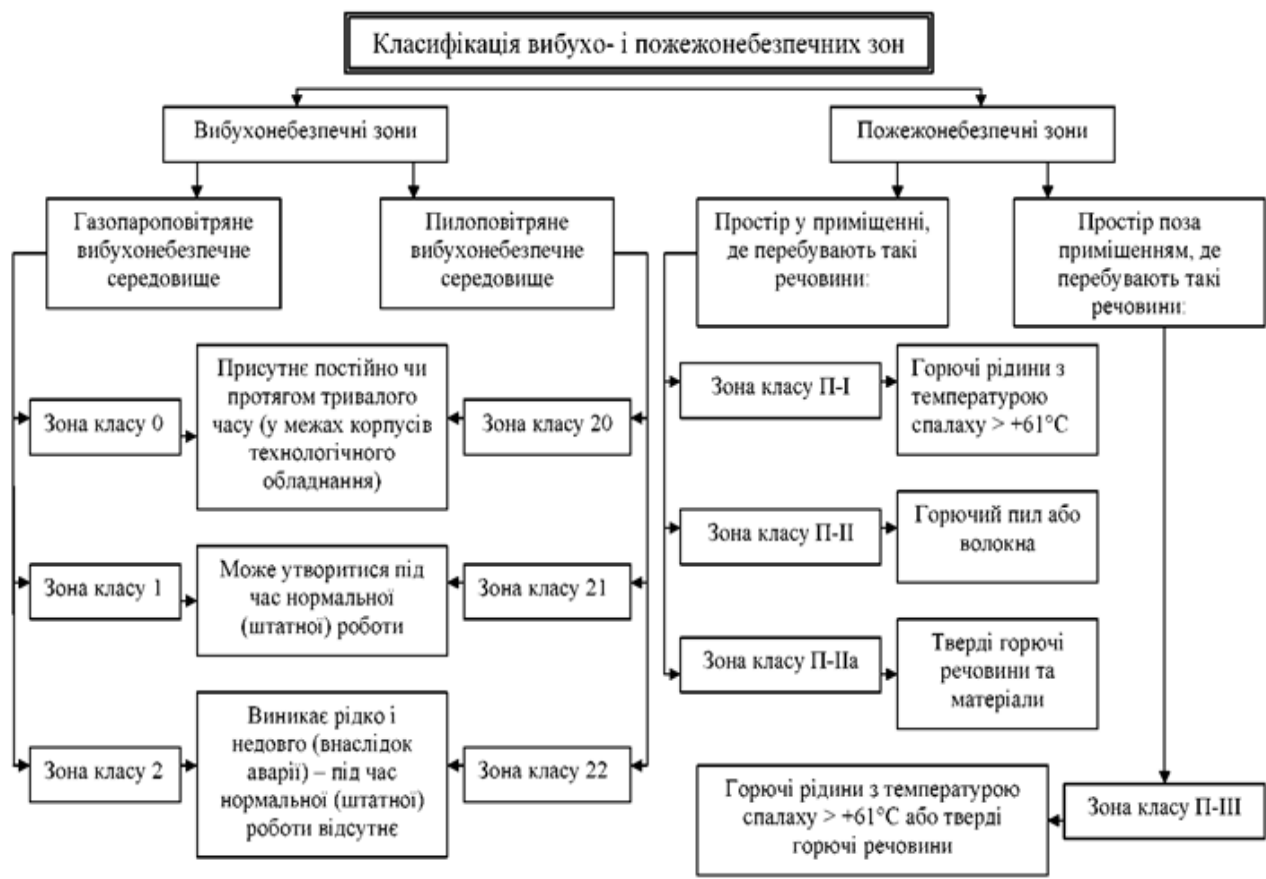 Класифікація вибухо- і пожежонебезпечних зон
Вибухонебезпечні зони
Пожежонебезпечні зони
Газопароповітряне
вибухонебезпечне
середовище
Пилоповітряне
вибухонебезпечне
середовище
Простір у приміщенні,
де перебувають такі
речовини:
Простір поза
приміщенням, де
перебувають такі
речовини:
Зона класу 0
Присутнє постійно чи
протягом тривалого
часу (у межах корпусів
технологічного
обладнання)
Зона класу 20
Зона класу 1
Може утворитися під
час нормальної
(штатної) роботи
Зона класу 21
Зона класу 2
Виникає рідко і
недовго (внаслідок
аварії) – під час
нормальної (штатної)
роботи відсутнє
Зона класу 22
Зона класу П-І
Горючі рідини з
температурою
спалаху > +61°С
Зона класу П-ІІ
Горючий пил або
волокна
Зона класу П-ІІа
Тверді горючі
речовини та
матеріали
Горючі рідини з температурою
спалаху > +61°С або тверді
горючі речовини
Зона класу П-ІІІ